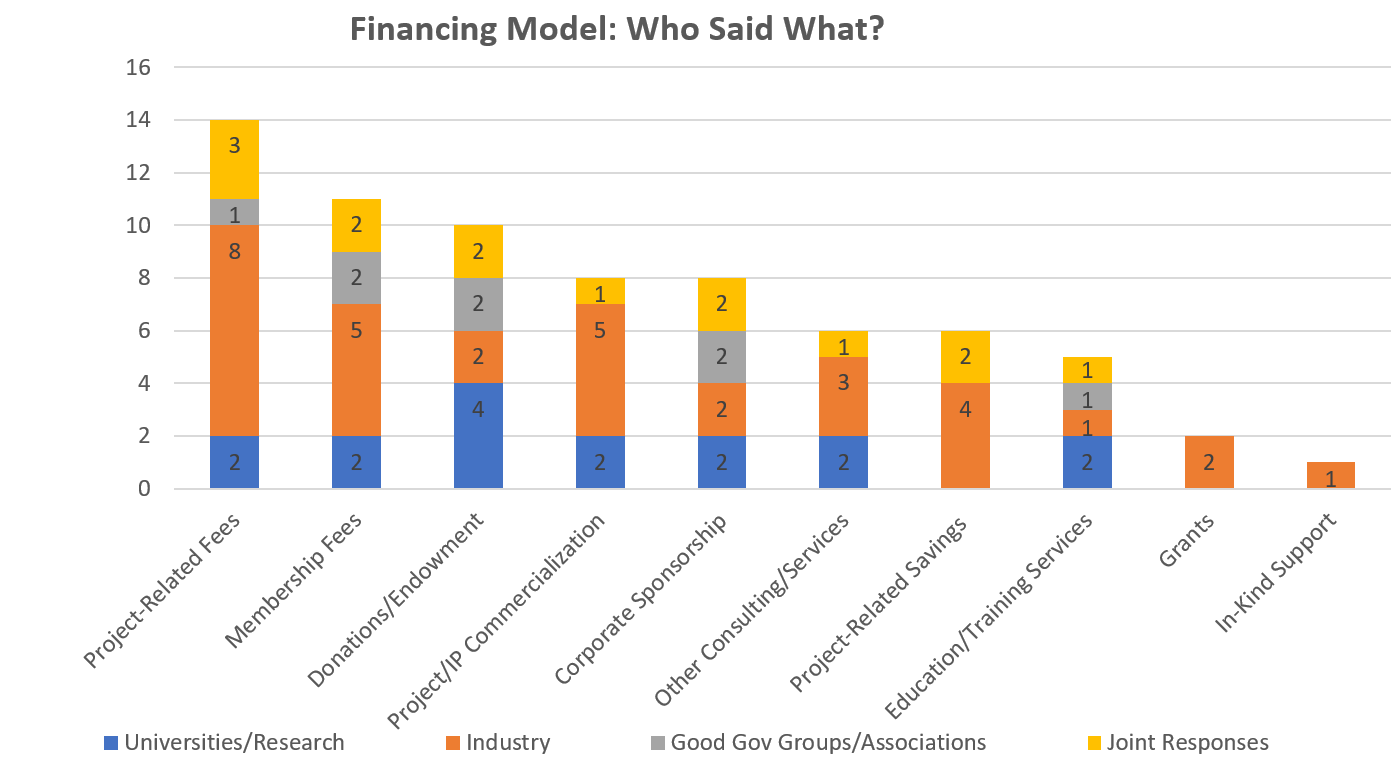 Financing Model: Who Said What?
16
14
12
10
8
6
4
2
0
3
1
8
2
2
2
5
2
2
2
2
4
1
5
2
2
2
2
2
1
3
2
2
4
1
1
1
2
2
1
Project-Related Fees
Membership Fees
Donations/Endowment
Project/IP Commercialization
Corporate Sponsorship
Other Consulting/Services
Project-Related Savings
Education/Training Services
Grants
In-Kind Support
Universities/Research
Industry
Good Gov Groups/Associations
Joint Responses